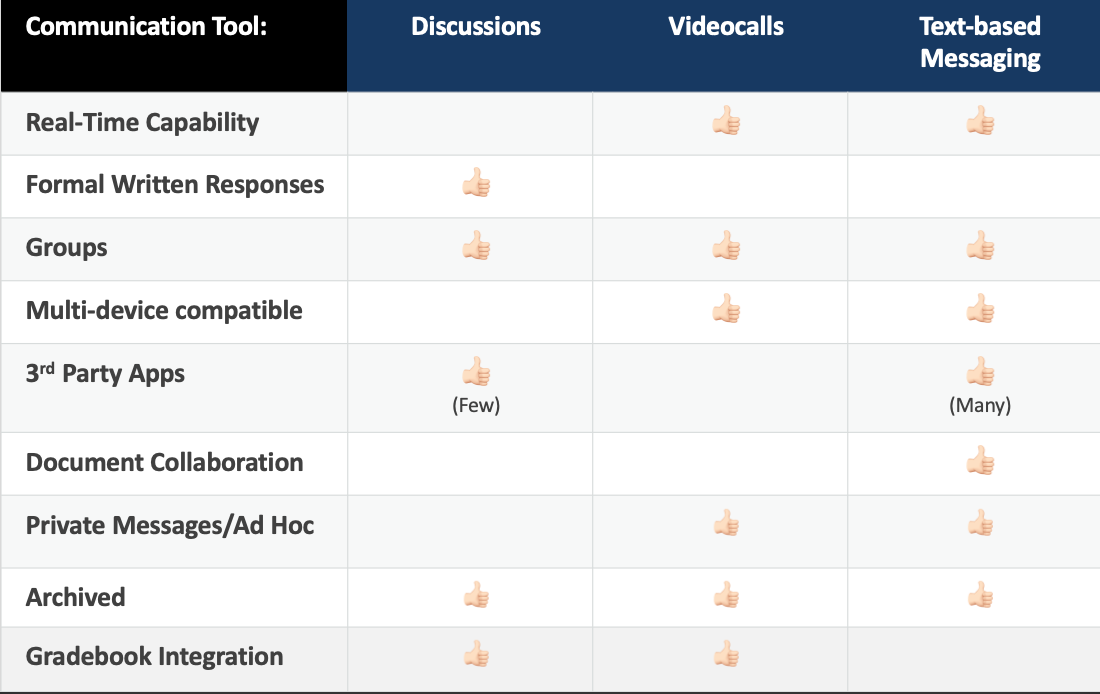 Communication Tool: Discussions Videocalls Text-based
Messaging
Real-Time Capability 👍🏻 👍🏻
Formal Written Responses 👍🏻
Groups 👍🏻 👍🏻 👍🏻
Multi-device compatible 👍🏻 👍🏻
3rd Party Apps 👍🏻 👍🏻
(Few) (Many)
Document Collaboration 👍🏻
Private Messages/Ad Hoc 👍🏻 👍🏻
Archived 👍🏻 👍🏻 👍🏻
Gradebook Integration 👍🏻 👍🏻